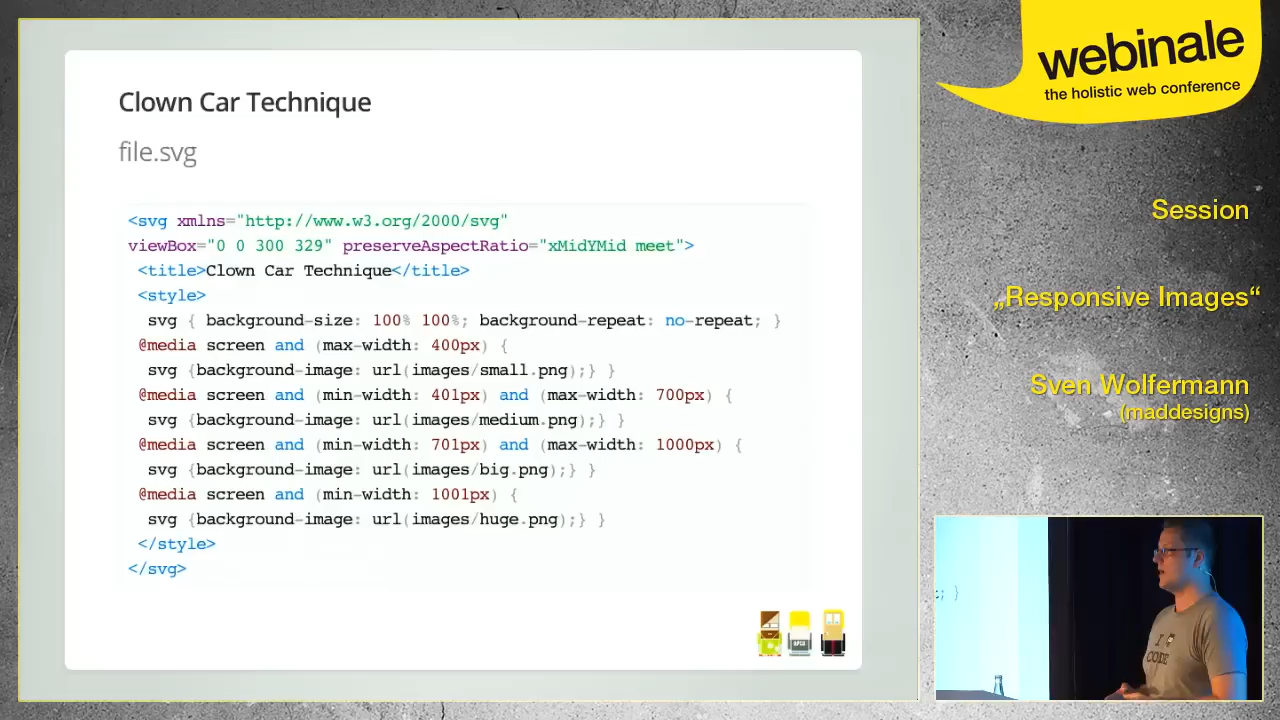 Clown Car Technique
file.svg
<svg xmlns="http://www.w3.org/2000/svg"
viewBox="0 0 300 329" preserveAspectRatio="xMidYMid meet">
<title>Clown Car Technique</title>
<style>
svg { background-size: 100% 100%; background-repeat: no-repeat; }
@media screen and (max-width: 400px) {
svg {background-image: url(images/small.png);} }
@media screen and (min-width: 401px) and (max-width: 700px) {
svg {background-image: url(images/medium.png);} }
@media screen and (min-width: 701px) and (max-width: 1000px) {
svg {background-image: url(images/big.png);} }
@media screen and (min-width: 1001px) {
svg {background-image: url(images/huge.png);} }
</style>
</svg>
webinale
the holistic web conference
Session
„Responsive Images“
Sven Wolfermann
(maddesigns)
; }
I
CODE